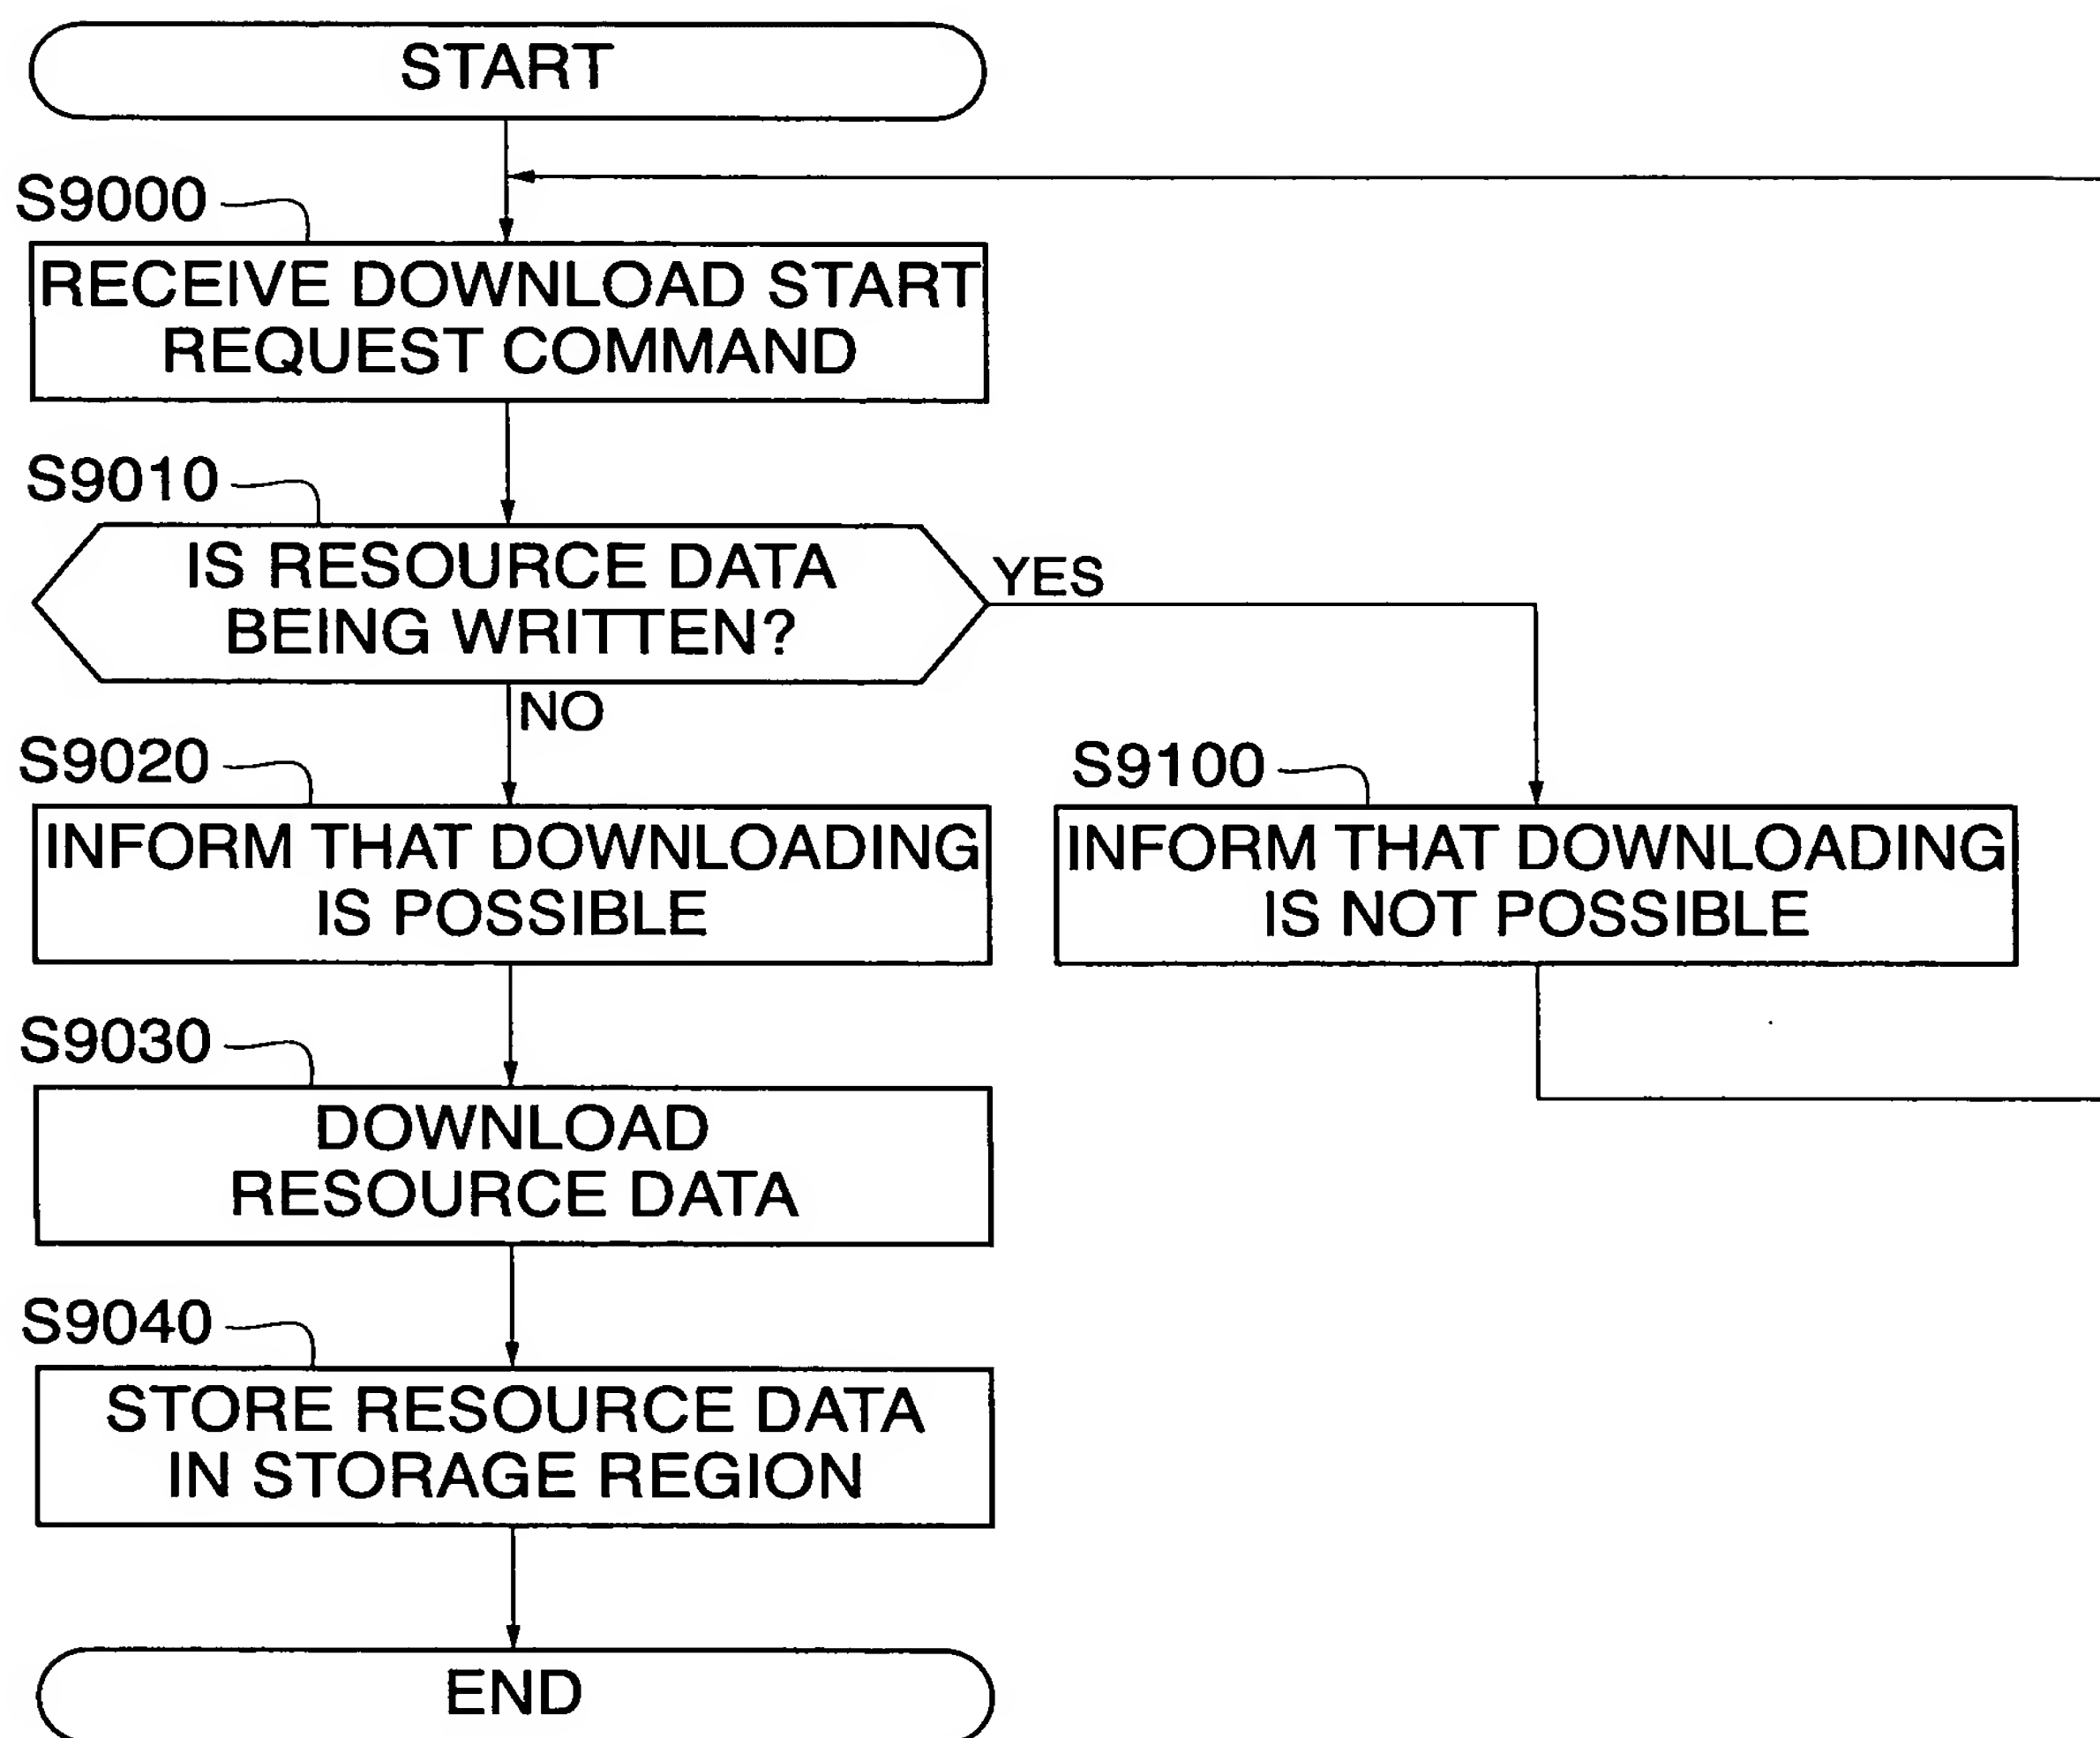 START
S9000
RECEIVE DOWNLOAD START
REQUEST COMMAND
S9010
IS RESOURCE DATA
BEING WRITTEN?
YES
NO
S9020
INFORM THAT DOWNLOADING
IS POSSIBLE
S9100
INFORM THAT DOWNLOADING
IS NOT POSSIBLE
S9030
DOWNLOAD
RESOURCE DATA
S9040
STORE RESOURCE DATA
IN STORAGE REGION
END